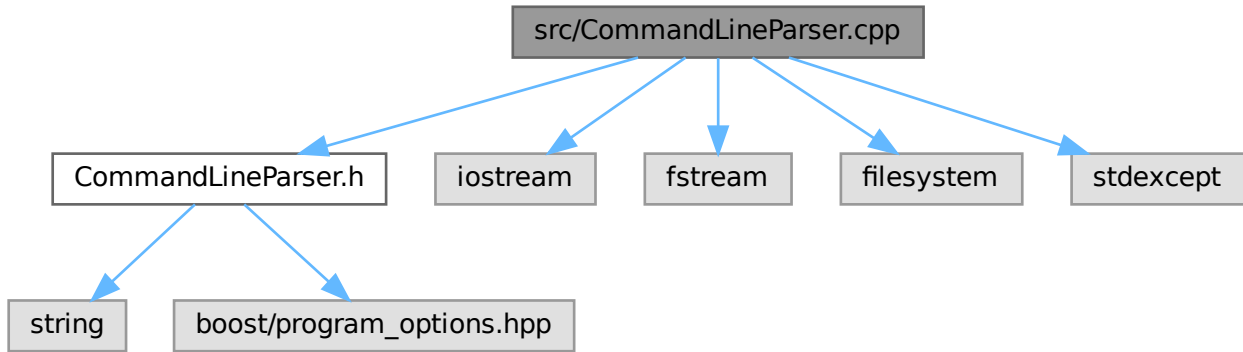 src/CommandLineParser.cpp
CommandLineParser.h
iostream
fstream
filesystem
stdexcept
string
boost/program_options.hpp